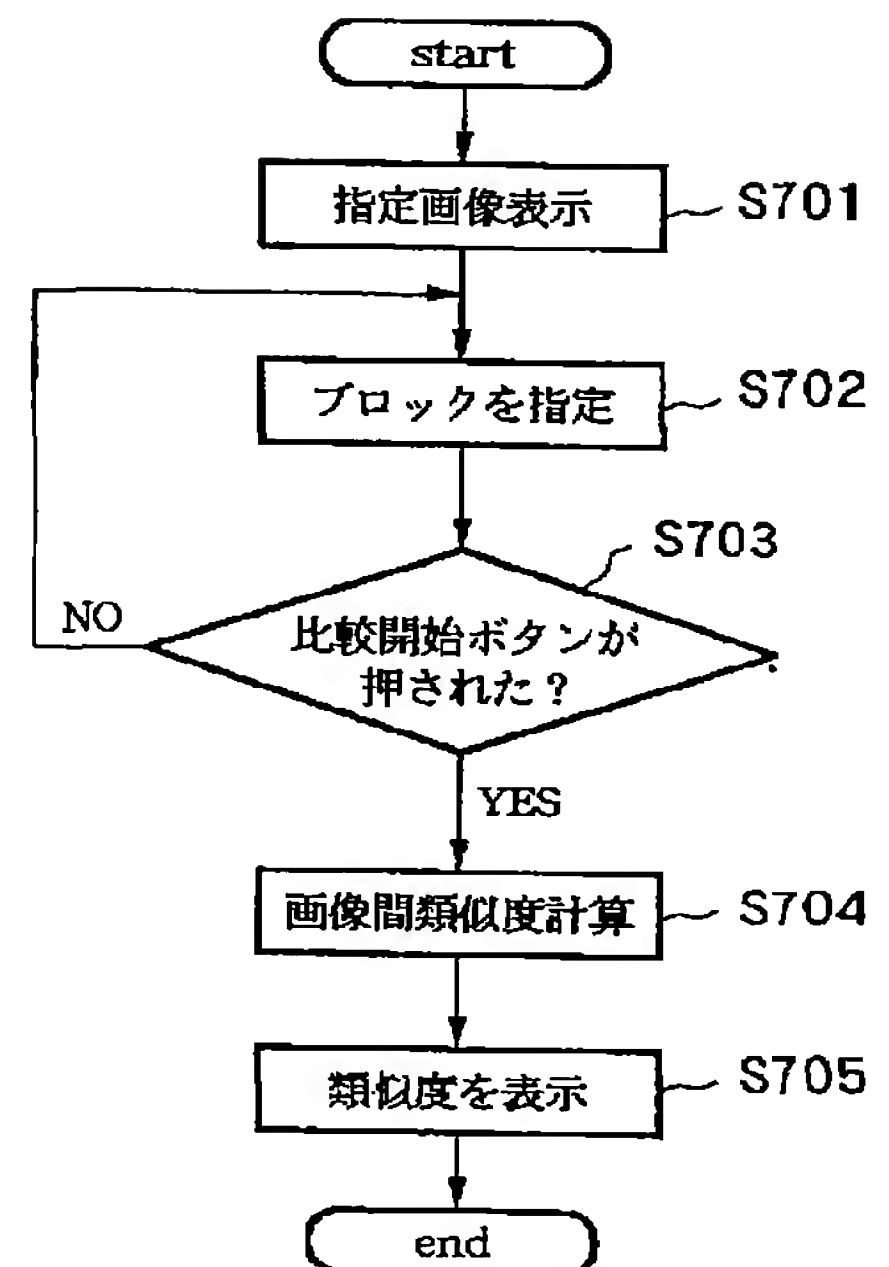 start
指定画像表示
S701
ブロックを指定
S702
S703
比較開始ボタンが
押された？
NO
YES
画像間類似度計算
S704
類似度を表示
S705
end